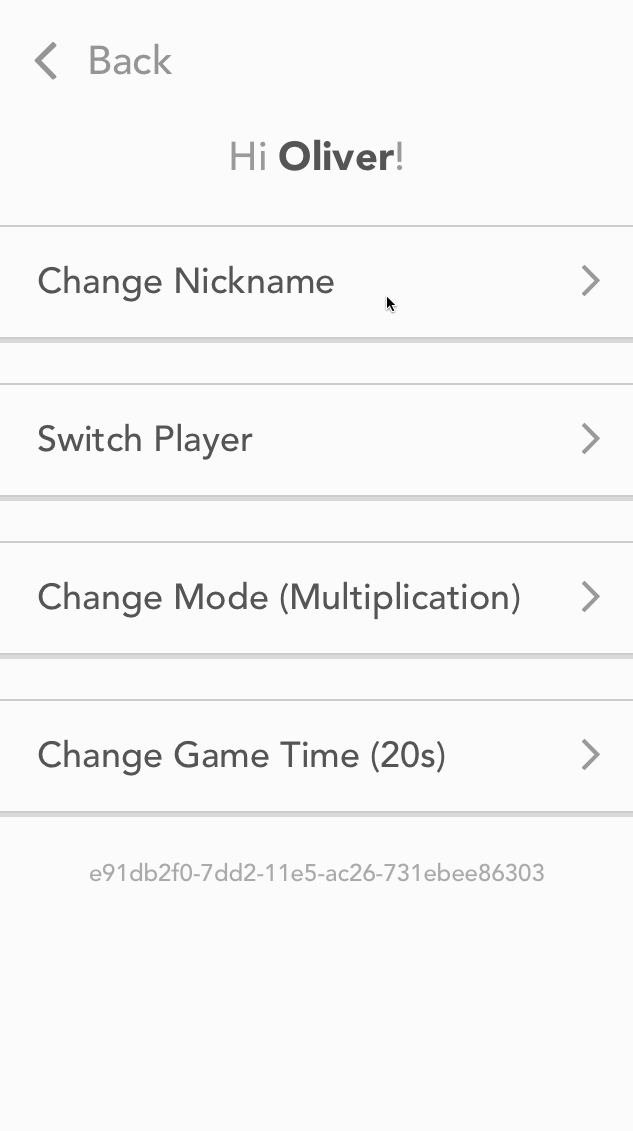 Back
Hi Oliver!
Change Nickname
Switch Player
Change Mode (Multiplication)
Change Game Time (20s)
e91db2f0-7dd2-11e5-ac26-731ebee86303